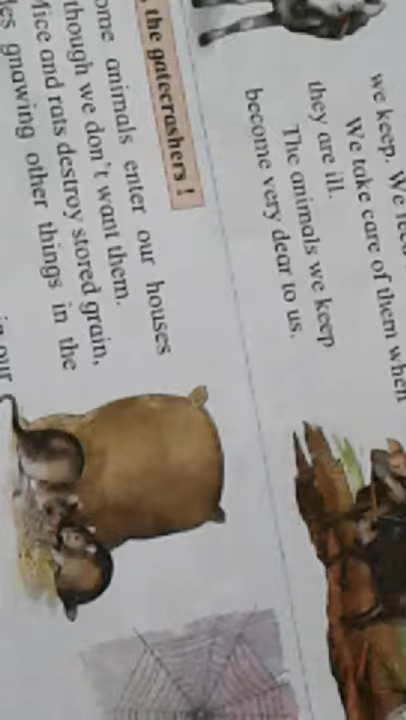 we keep. We feed
We take care of them when
they are ill.
The animals we keep
become very dear to us.
, the gatecrashers !
ome animals enter our houses
though we don't want them.
Mice and rats destroy stored grain,
les gnawing other things in the
in our